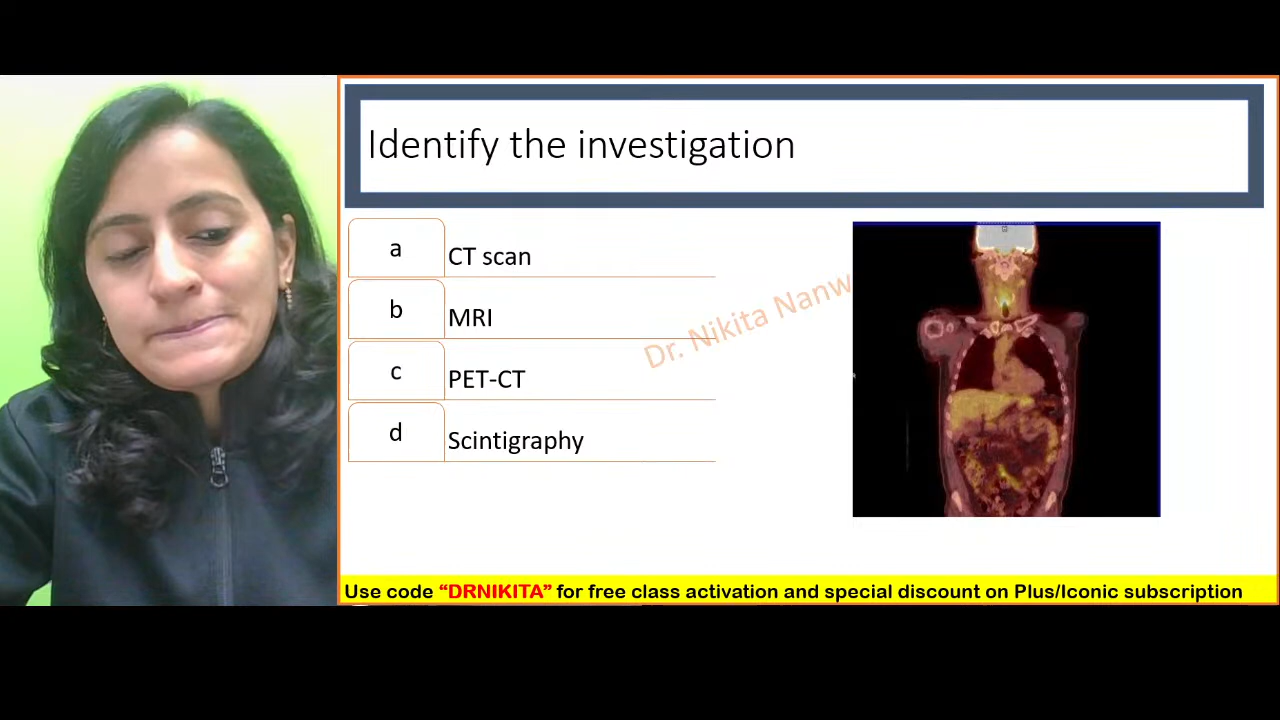 Identify the investigation
a
CT scan
b
MRI
c
PET-CT
d
Scintigraphy
Dr. Nikita Nanw
Use code “DRNIKITA” for free class activation and special discount on Plus/Iconic subscription